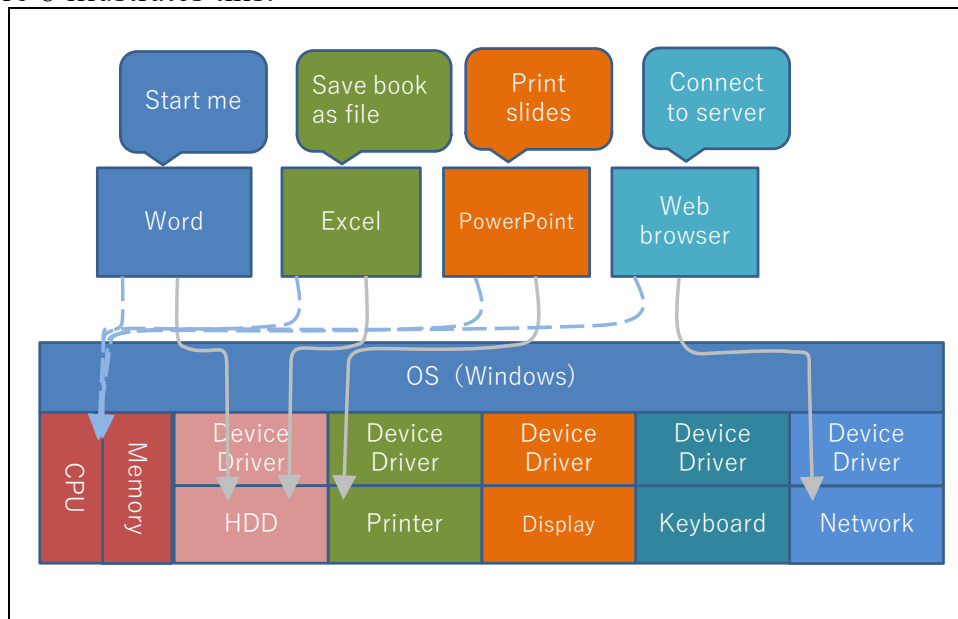 Start me
Save book
as file
Print
slides
Connect
to server
Word
Excel
PowerPoint
Web
browser
OS（Windows）
CPU
Memory
Device
Driver
Device
Driver
Device
Driver
Device
Driver
Device
Driver
HDD
Printer
Display
Keyboard
Network